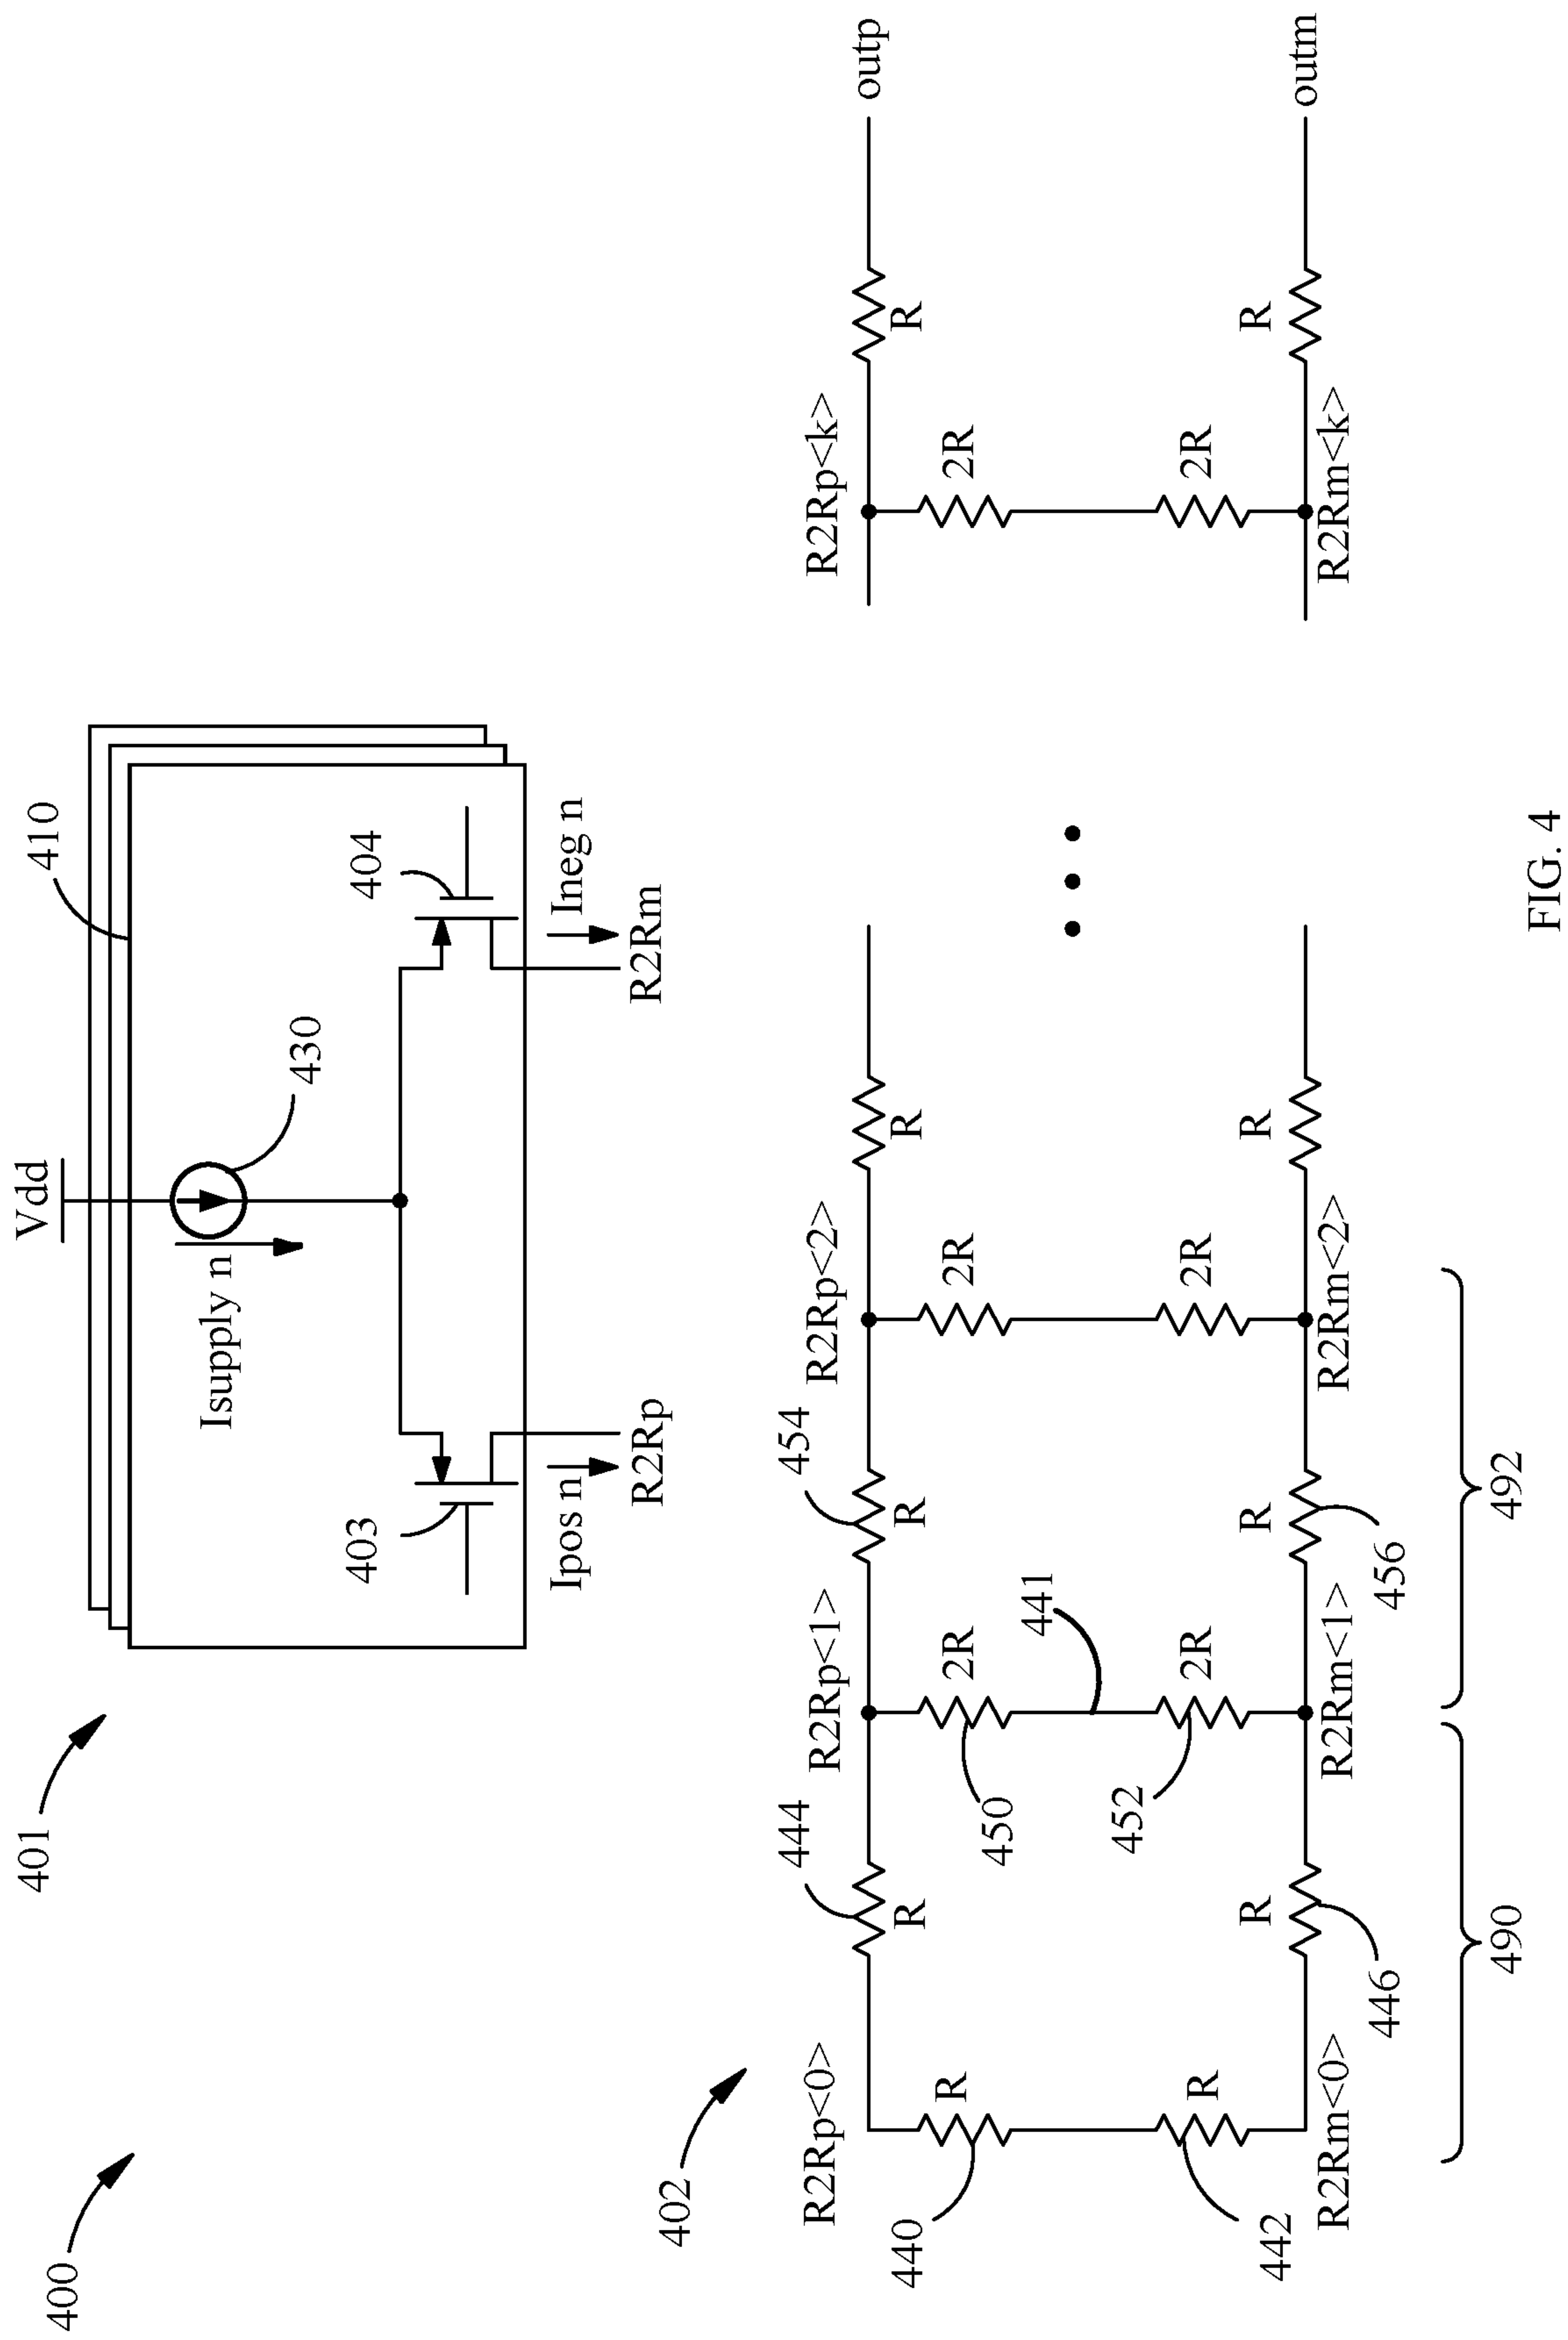 400
401
410
Vdd
430
Isupply n
403
404
Ipos n
R2Rp
Ineg n
R2Rm
402
R2Rp<0>
444
R2Rp<1>
454
R2Rp<2>
R2Rp<k>
outp
R
R
R
R
440
R
450
2R
2R
2R
441
442
R
452
2R
2R
2R
R
R
R
R
R2Rm<0>
446
R2Rm<1>
456
R2Rm<2>
R2Rm<k>
outm
490
492
FIG. 4